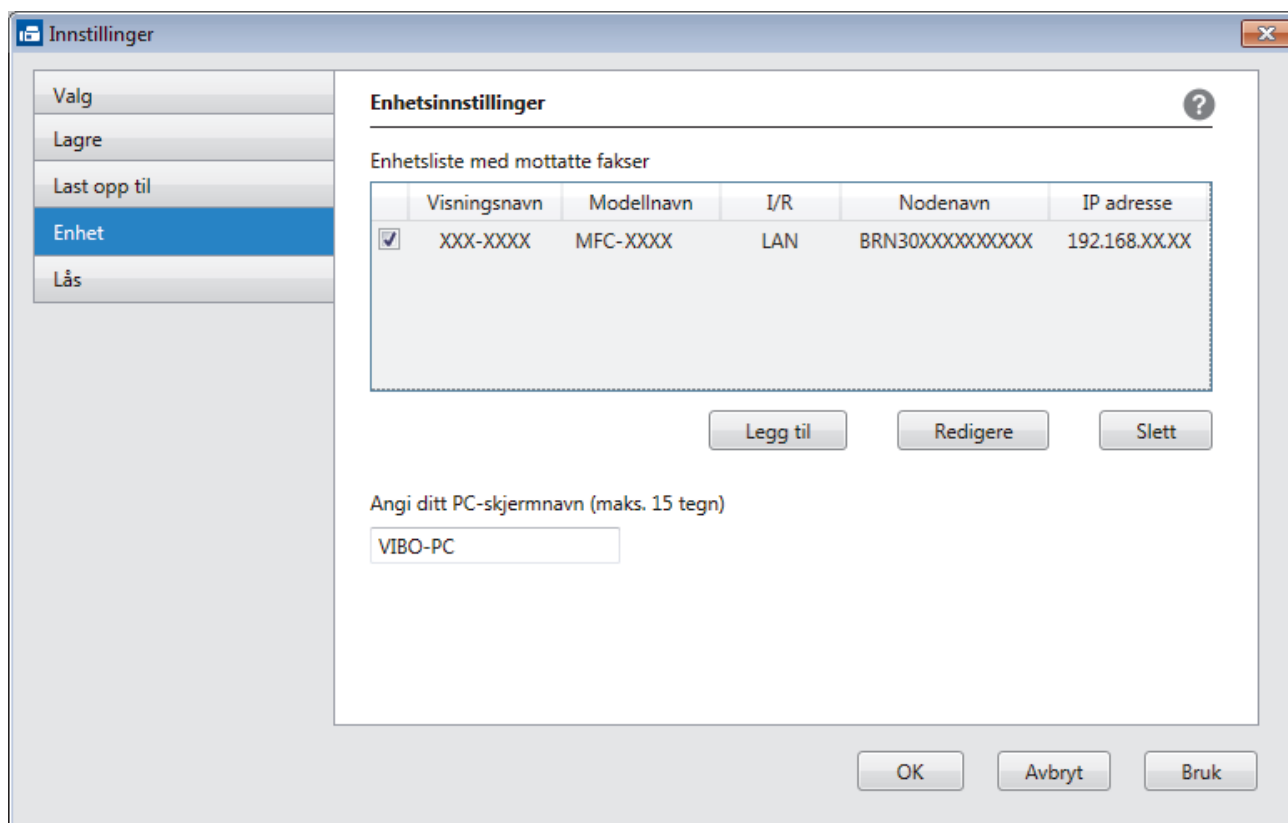 Innstillinger
Valg
Lagre
Last opp til
Enhet
Lås
Enhetsinnstillinger
?
Enhetsliste med mottatte fakser
Visningsnavn Modellnavn I/R Nodenavn IP adresse
XXX-XXXX MFC-XXXX LAN BRN30XXXXXXXXXX 192.168.XX.XX
Legg til Redigere Slett
Angi ditt PC-skjermnavn (maks. 15 tegn)
VIBO-PC
OK Avbryt Bruk